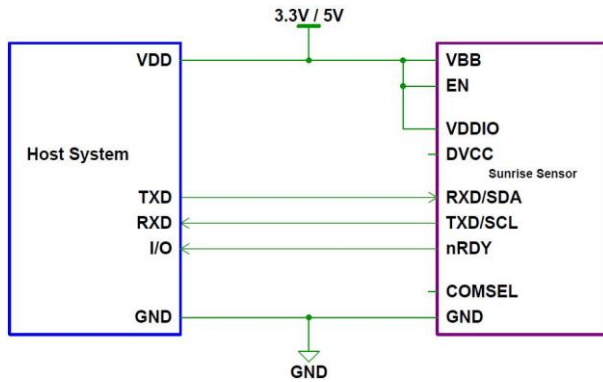 3.3V / 5V
VDD
VBB
EN
VDDIO
Host System
DVCC
Sunrise Sensor
TXD
RXD/SDA
RXD
TXD/SCL
I/O
nRDY
COMSEL
GND
GND
GND